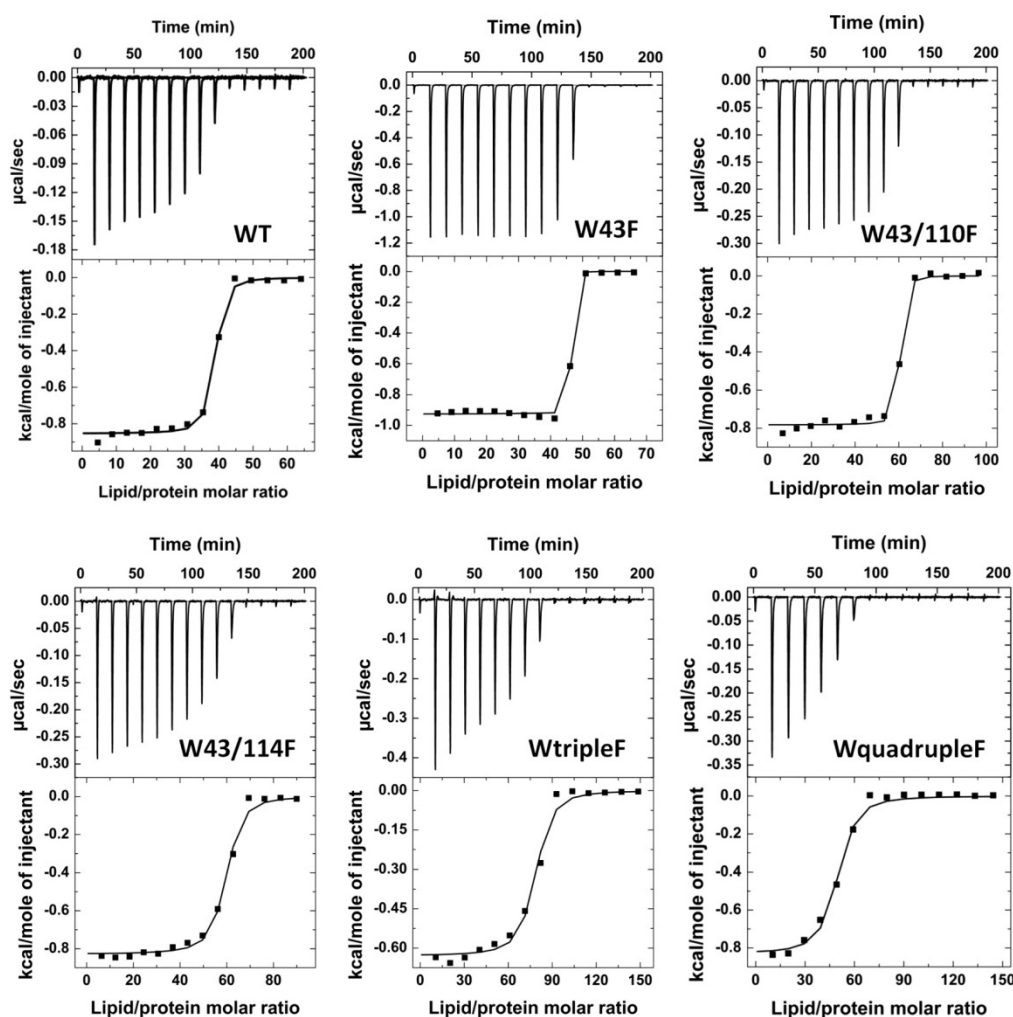 Time (min)
0 50 100 150 200
0.00
-0.03
-0.06
-0.09
-0.12
-0.15
-0.18
µcal/sec
WT
0.0
-0.2
-0.4
-0.6
-0.8
kcal/mole of injectant
0 10 20 30 40 50 60
Lipid/protein molar ratio
Time (min)
0 50 100 150 200
0.0
-0.2
-0.4
-0.6
-0.8
-1.0
-1.2
µcal/sec
W43F
0.0
-0.2
-0.4
-0.6
-0.8
-1.0
kcal/mole of injectant
0 10 20 30 40 50 60 70
Lipid/protein molar ratio
Time (min)
0 50 100 150 200
0.00
-0.05
-0.10
-0.15
-0.20
-0.25
-0.30
µcal/sec
W43/110F
0.0
-0.2
-0.4
-0.6
-0.8
kcal/mole of injectant
0 20 40 60 80 100
Lipid/protein molar ratio
Time (min)
0 50 100 150 200
0.00
-0.05
-0.10
-0.15
-0.20
-0.25
-0.30
µcal/sec
W43/114F
0.0
-0.2
-0.4
-0.6
-0.8
kcal/mole of injectant
0 20 40 60 80
Lipid/protein molar ratio
Time (min)
0 50 100 150 200
0.0
-0.1
-0.2
-0.3
-0.4
µcal/sec
WtripleF
0.00
-0.15
-0.30
-0.45
-0.60
kcal/mole of injectant
0 30 60 90 120 150
Lipid/protein molar ratio
Time (min)
0 50 100 150 200
0.00
-0.05
-0.10
-0.15
-0.20
-0.25
-0.30
-0.35
µcal/sec
WquadrupleF
0.0
-0.2
-0.4
-0.6
-0.8
kcal/mole of injectant
0 30 60 90 120 150
Lipid/protein molar ratio